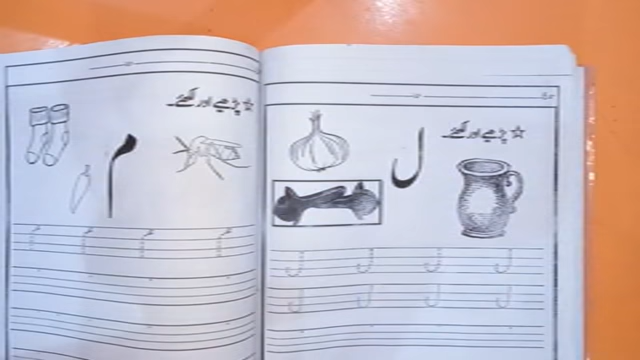 ☆ پڑھیے اور لکھیے۔
ل
ل ل ل ل
ل ل ل ل
☆ پڑھیے اور لکھیے۔
م
م م م م